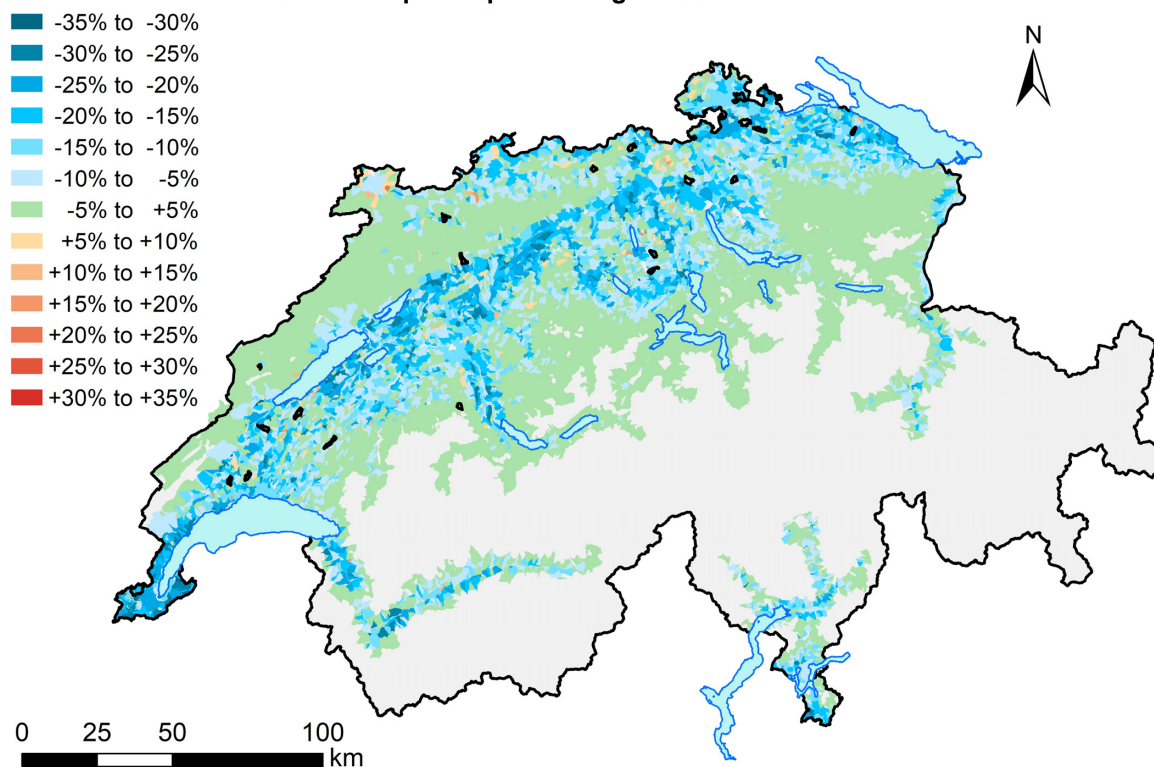 -35% to -30%
-30% to -25%
-25% to -20%
-20% to -15%
-15% to -10%
-10% to -5%
-5% to +5%
+5% to +10%
+10% to +15%
+15% to +20%
+20% to +25%
+25% to +30%
+30% to +35%
N
0 25 50 100
km